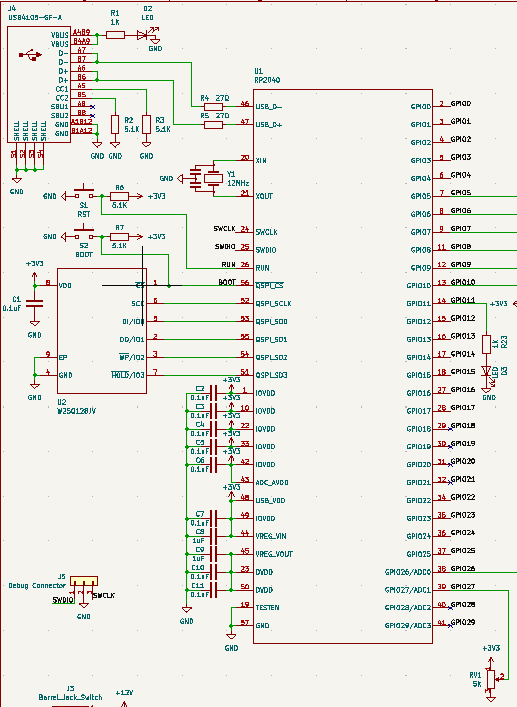 J4
USB4105-GF-A
VBUS A4B9
VBUS B4A9
D- A7
D- B7
D+ A6
D+ B6
CC1 A5
CC2 B5
SBU1 A8
SBU2 B8
GND A1B12
GND B1A12
SHELL SHELL SHELL SHELL
S1 S2 S3 S4
GND
R1
1K
D2
LED
GND
R2
5.1K
R3
5.1K
GND GND
R4 27Ω
R5 27Ω
Y1
12MHz
GND
GND
S1
RST
R6
5.1K
+3V3
GND
S2
BOOT
R7
5.1K
+3V3
SWCLK
SWDIO
RUN
BOOT
+3V3
C1
0.1uF
GND
8 VDD
9 EP
4 GND
GND
CS 1
SCK 6
DI/IO0 5
DO/IO1 2
WP/IO2 3
HOLD/IO3 7
U2
W25Q128JV
U1
RP2040
46 USB_D-
47 USB_D+
20 XIN
21 XOUT
24 SWCLK
25 SWDIO
26 RUN
56 QSPI_CS
52 QSPI_SCLK
53 QSPI_SD0
55 QSPI_SD1
54 QSPI_SD2
51 QSPI_SD3
1 IOVDD
10 IOVDD
22 IOVDD
33 IOVDD
42 IOVDD
43 ADC_AVDD
48 USB_VDD
49 IOVDD
44 VREG_VIN
45 VREG_VOUT
23 DVDD
50 DVDD
19 TESTEN
57 GND
C2
0.1uF
+3V3
C3
0.1uF
+3V3
C4
0.1uF
+3V3
C5
0.1uF
+3V3
C6
0.1uF
+3V3
+3V3
C7
0.1uF
C8
1uF
C9
1uF
C10
0.1uF
C11
0.1uF
GND
GND
GPIO0 2 GPIO0
GPIO1 3 GPIO1
GPIO2 4 GPIO2
GPIO3 5 GPIO3
GPIO4 6 GPIO4
GPIO5 7 GPIO5
GPIO6 8 GPIO6
GPIO7 9 GPIO7
GPIO8 11 GPIO8
GPIO9 12 GPIO9
GPIO10 13 GPIO10
GPIO11 14 GPIO11
GPIO12 15 GPIO12
GPIO13 16 GPIO13
GPIO14 17 GPIO14
GPIO15 18 GPIO15
GPIO16 27 GPIO16
GPIO17 28 GPIO17
GPIO18 29 GPIO18
GPIO19 30 GPIO19
GPIO20 31 GPIO20
GPIO21 32 GPIO21
GPIO22 34 GPIO22
GPIO23 35 GPIO23
GPIO24 36 GPIO24
GPIO25 37 GPIO25
GPIO26/ADC0 38 GPIO26
GPIO27/ADC1 39 GPIO27
GPIO28/ADC2 40 GPIO28
GPIO29/ADC3 41 GPIO29
+3V3
1K
R23
LED
D3
GND
J5
Debug Connector
1 2 3
SWDIO
SWCLK
GND
J3
Barrel_Jack_Switch
+12V
+3V3
RV1
5K
2